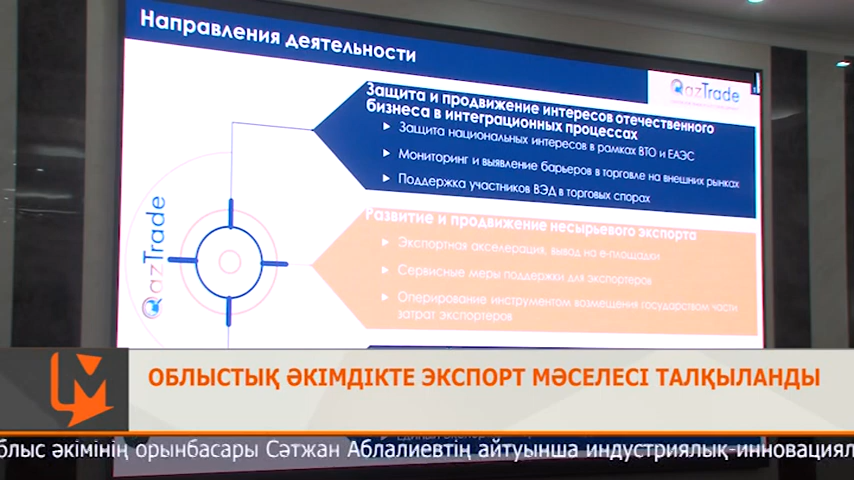 Направления деятельности
QazTrade
Защита и продвижение интересов отечественного
бизнеса в интеграционных процессах
Защита национальных интересов в рамках ВТО и ЕАЭС
Мониторинг и выявление барьеров в торговле на внешних рынках
Поддержка участников ВЭД в торговых спорах
QazTrade
Развитие и продвижение несырьевого экспорта
Экспортная акселерация, вывод на е-площадки
Сервисные меры поддержки для экспортеров
Оперирование инструментом возмещения государством части
затрат экспортеров
ОБЛЫСТЫҚ ӘКІМДІКТЕ ЭКСПОРТ МӘСЕЛЕСІ ТАЛҚЫЛАНДЫ
блыс әкімінің орынбасары Сәтжан Аблалиевтің айтуынша индустриялық-инновациял